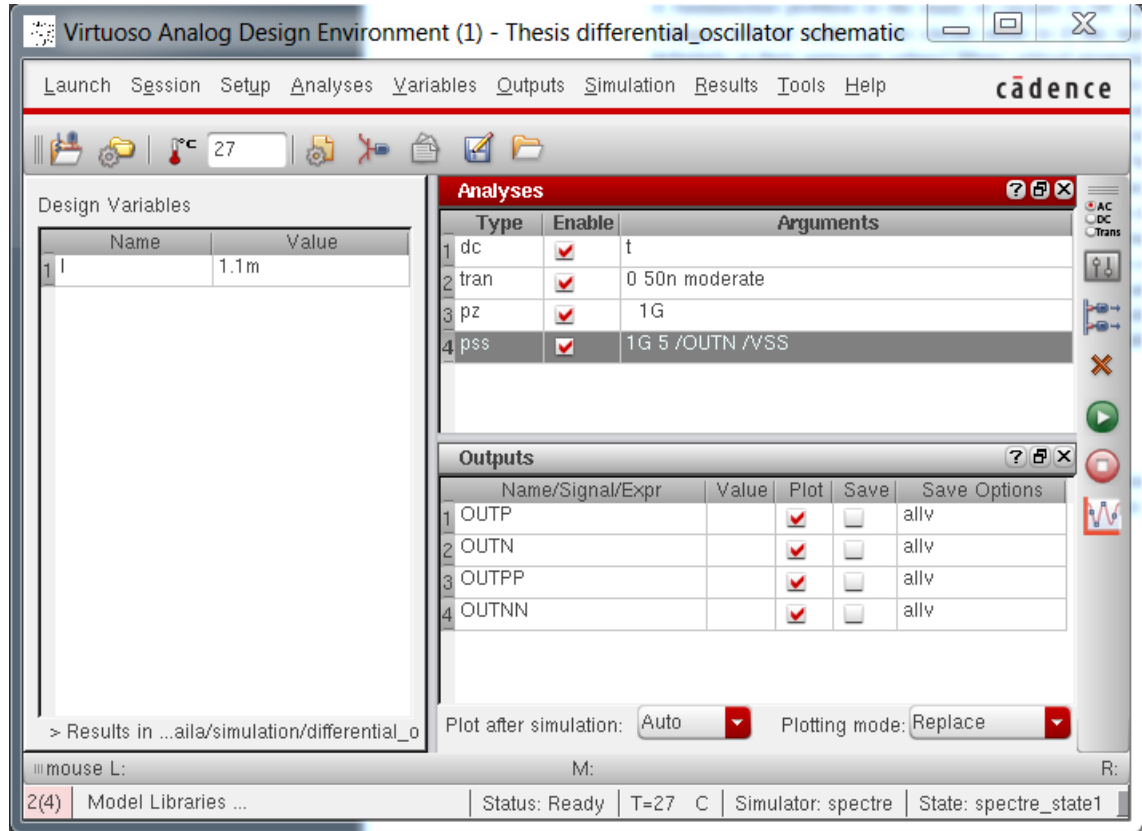 Virtuoso Analog Design Environment (1) - Thesis differential_oscillator schematic
Launch Session Setup Analyses Variables Outputs Simulation Results Tools Help cādence
°C 27
Design Variables
Name Value
1 I 1.1m
> Results in ...aila/simulation/differential_o
Analyses
Type Enable Arguments
1 dc t
2 tran 0 50n moderate
3 pz 1G
4 pss 1G 5 /OUTN /VSS
Outputs
Name/Signal/Expr Value Plot Save Save Options
1 OUTP allv
2 OUTN allv
3 OUTPP allv
4 OUTNN allv
Plot after simulation: Auto Plotting mode: Replace
AC
DC
Trans
mouse L: M: R:
2(4) Model Libraries ... Status: Ready T=27 C Simulator: spectre State: spectre_state1